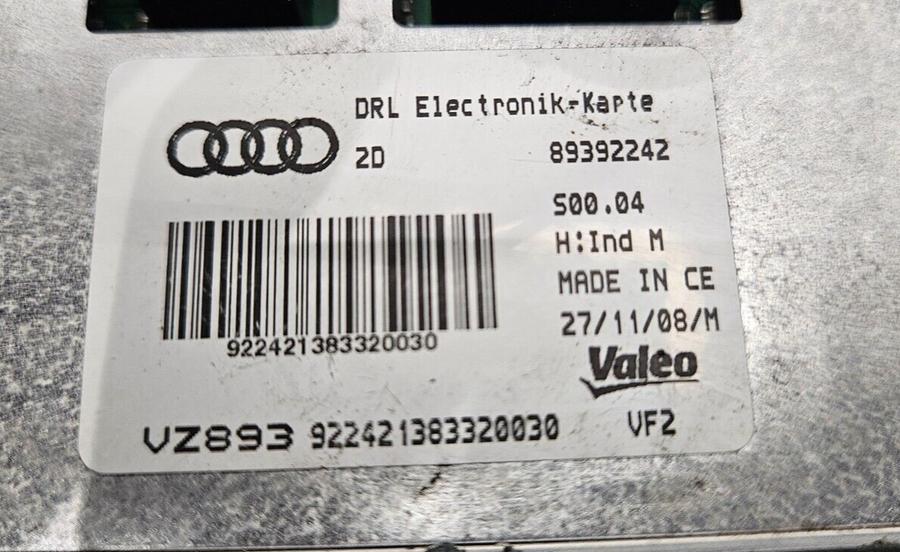 DRL Electronik-Karte
2D 89392242
S00.04
H:Ind M
MADE IN CE
27/11/08/M
922421383320030
Valeo
VZ893 922421383320030 VF2